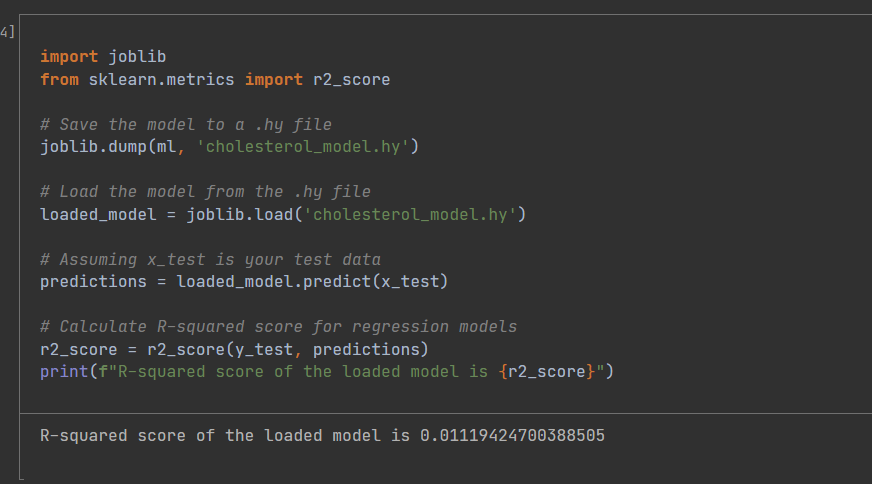 4]
import joblib
from sklearn.metrics import r2_score
# Save the model to a .hy file
joblib.dump(ml, 'cholesterol_model.hy')
# Load the model from the .hy file
loaded_model = joblib.load('cholesterol_model.hy')
# Assuming x_test is your test data
predictions = loaded_model.predict(x_test)
# Calculate R-squared score for regression models
r2_score = r2_score(y_test, predictions)
print(f"R-squared score of the loaded model is {r2_score}")
R-squared score of the loaded model is 0.01119424700388505